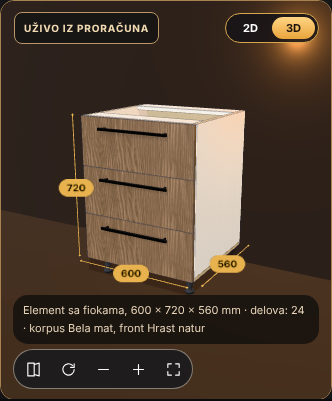 UŽIVO IZ PRORAČUNA
2D 3D
720
600
560
Element sa fiokama, 600 × 720 × 560 mm · delova: 24
· korpus Bela mat, front Hrast natur